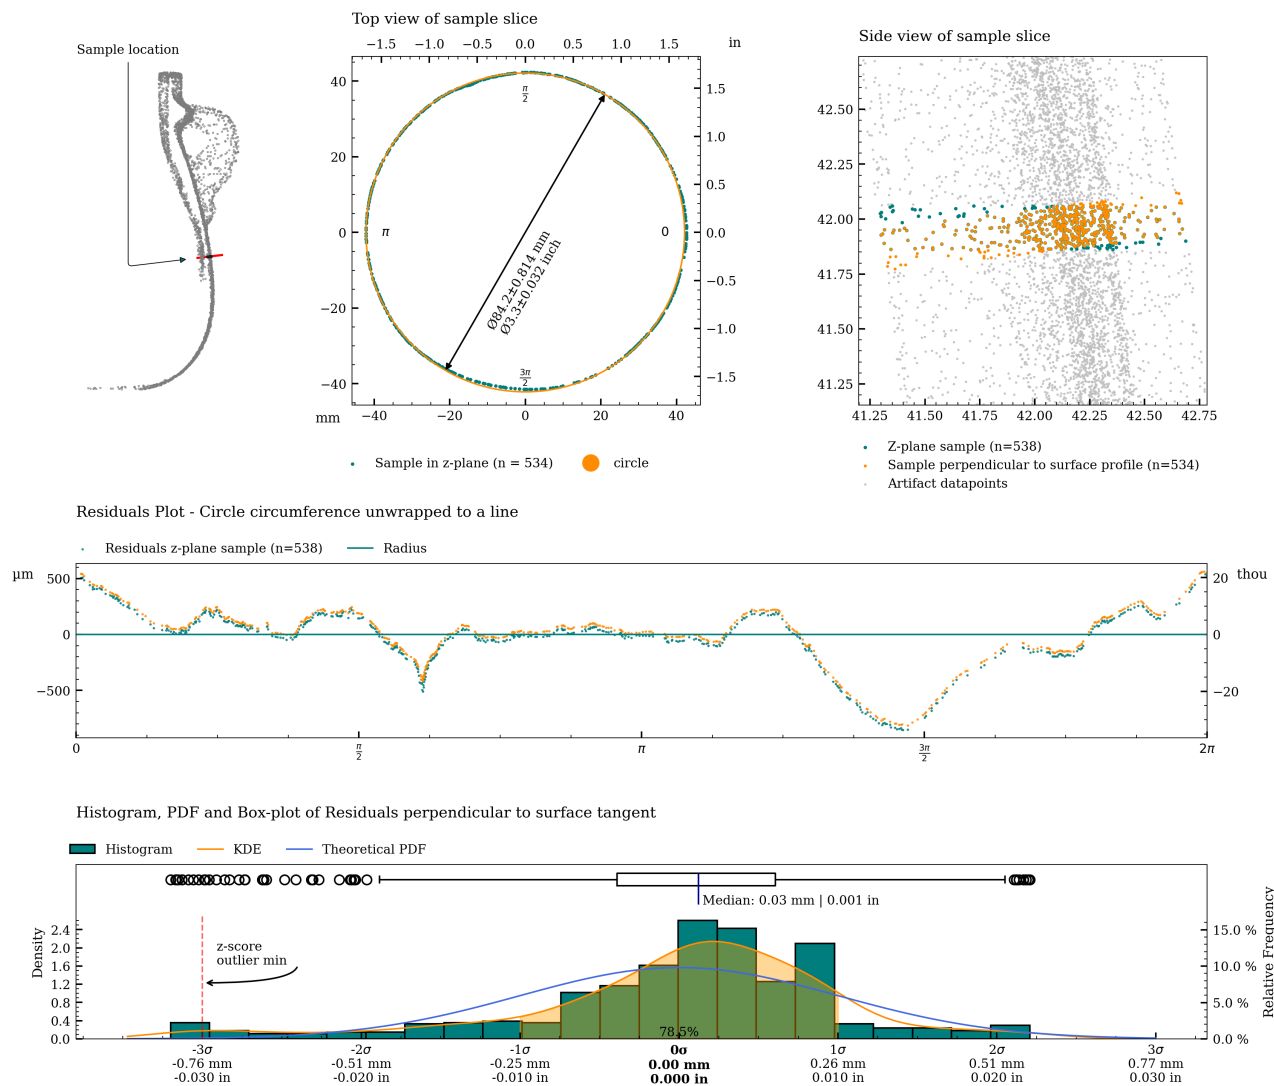 Sample location
Top view of sample slice
−1.5 −1.0 −0.5 0.0 0.5 1.0 1.5 in
40
20
0
−20
−40
mm
1.5
1.0
0.5
0.0
−0.5
−1.0
−1.5
π/2
π
0
3π/2
Ø84.2±0.814 mm
Ø3.3±0.032 inch
−40 −20 0 20 40
Sample in z-plane (n = 534) circle
Side view of sample slice
42.50
42.25
42.00
41.75
41.50
41.25
41.25 41.50 41.75 42.00 42.25 42.50 42.75
Z-plane sample (n=538)
Sample perpendicular to surface profile (n=534)
Artifact datapoints
Residuals Plot - Circle circumference unwrapped to a line
Residuals z-plane sample (n=538) Radius
µm
500
0
−500
20 thou
0
−20
0 π/2 π 3π/2 2π
Histogram, PDF and Box-plot of Residuals perpendicular to surface tangent
Histogram KDE Theoretical PDF
Median: 0.03 mm | 0.001 in
Density
2.4
2.0
1.6
1.2
0.8
0.4
0.0
z-score
outlier min
78.5%
Relative Frequency
15.0 %
10.0 %
5.0 %
0.0 %
-3σ -2σ -1σ 0σ 1σ 2σ 3σ
-0.76 mm -0.51 mm -0.25 mm 0.00 mm 0.26 mm 0.51 mm 0.77 mm
-0.030 in -0.020 in -0.010 in 0.000 in 0.010 in 0.020 in 0.030 in